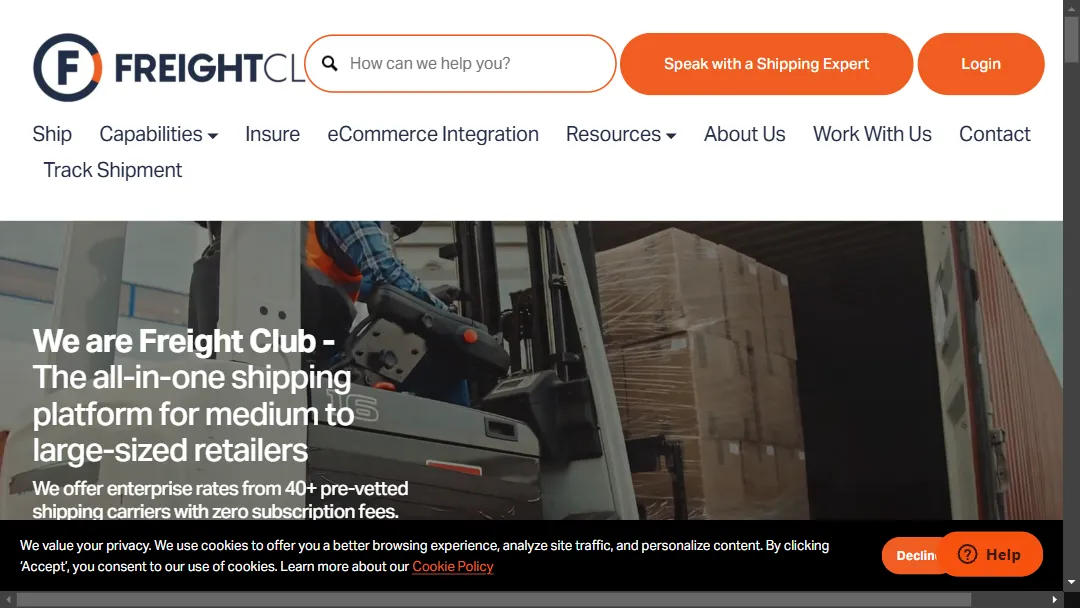 F FREIGHTCL
How can we help you?
Speak with a Shipping Expert
Login
Ship Capabilities Insure eCommerce Integration Resources About Us Work With Us Contact
Track Shipment
16
We are Freight Club -
The all-in-one shipping
platform for medium to
large-sized retailers
We offer enterprise rates from 40+ pre-vetted
shipping carriers with zero subscription fees.
We value your privacy. We use cookies to offer you a better browsing experience, analyze site traffic, and personalize content. By clicking
'Accept', you consent to our use of cookies. Learn more about our Cookie Policy
Declin
Help